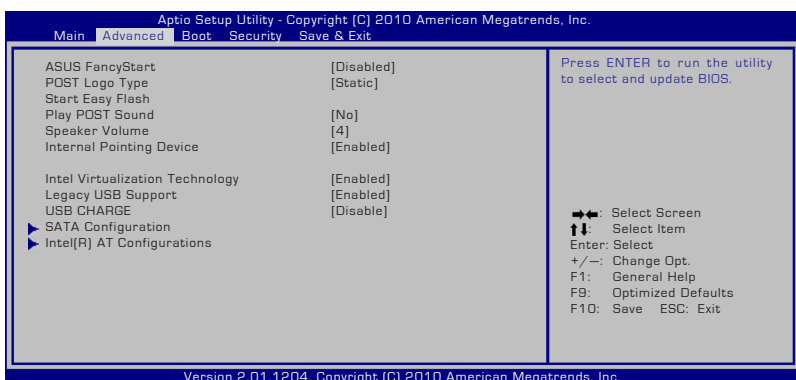 Aptio Setup Utility - Copyright (C) 2010 American Megatrends, Inc.
Main Advanced Boot Security Save & Exit
ASUS FancyStart [Disabled]
POST Logo Type [Static]
Start Easy Flash
Play POST Sound [No]
Speaker Volume [4]
Internal Pointing Device [Enabled]
Intel Virtualization Technology [Enabled]
Legacy USB Support [Enabled]
USB CHARGE [Disable]
SATA Configuration
Intel(R) AT Configurations
Press ENTER to run the utility
to select and update BIOS.
➡⬅: Select Screen
⬆⬇: Select Item
Enter: Select
+/—: Change Opt.
F1: General Help
F9: Optimized Defaults
F10: Save ESC: Exit
Version 2.01.1204. Copyright (C) 2010 American Megatrends, Inc.